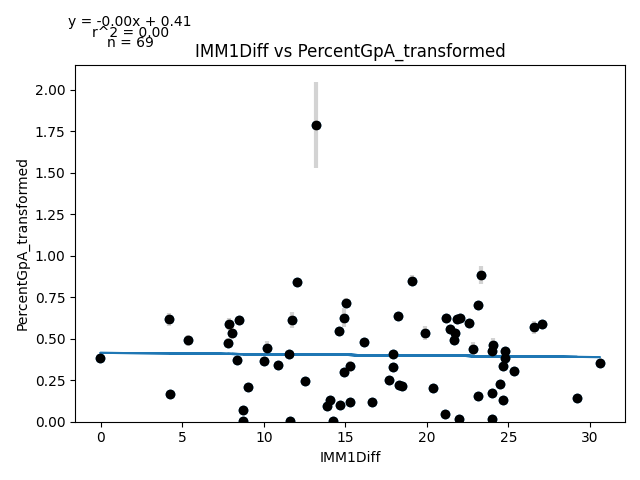 y = -0.00x + 0.41
r^2 = 0.00
n = 69
IMM1Diff vs PercentGpA_transformed
PercentGpA_transformed
2.00
1.75
1.50
1.25
1.00
0.75
0.50
0.25
0.00
0 5 10 15 20 25 30
IMM1Diff